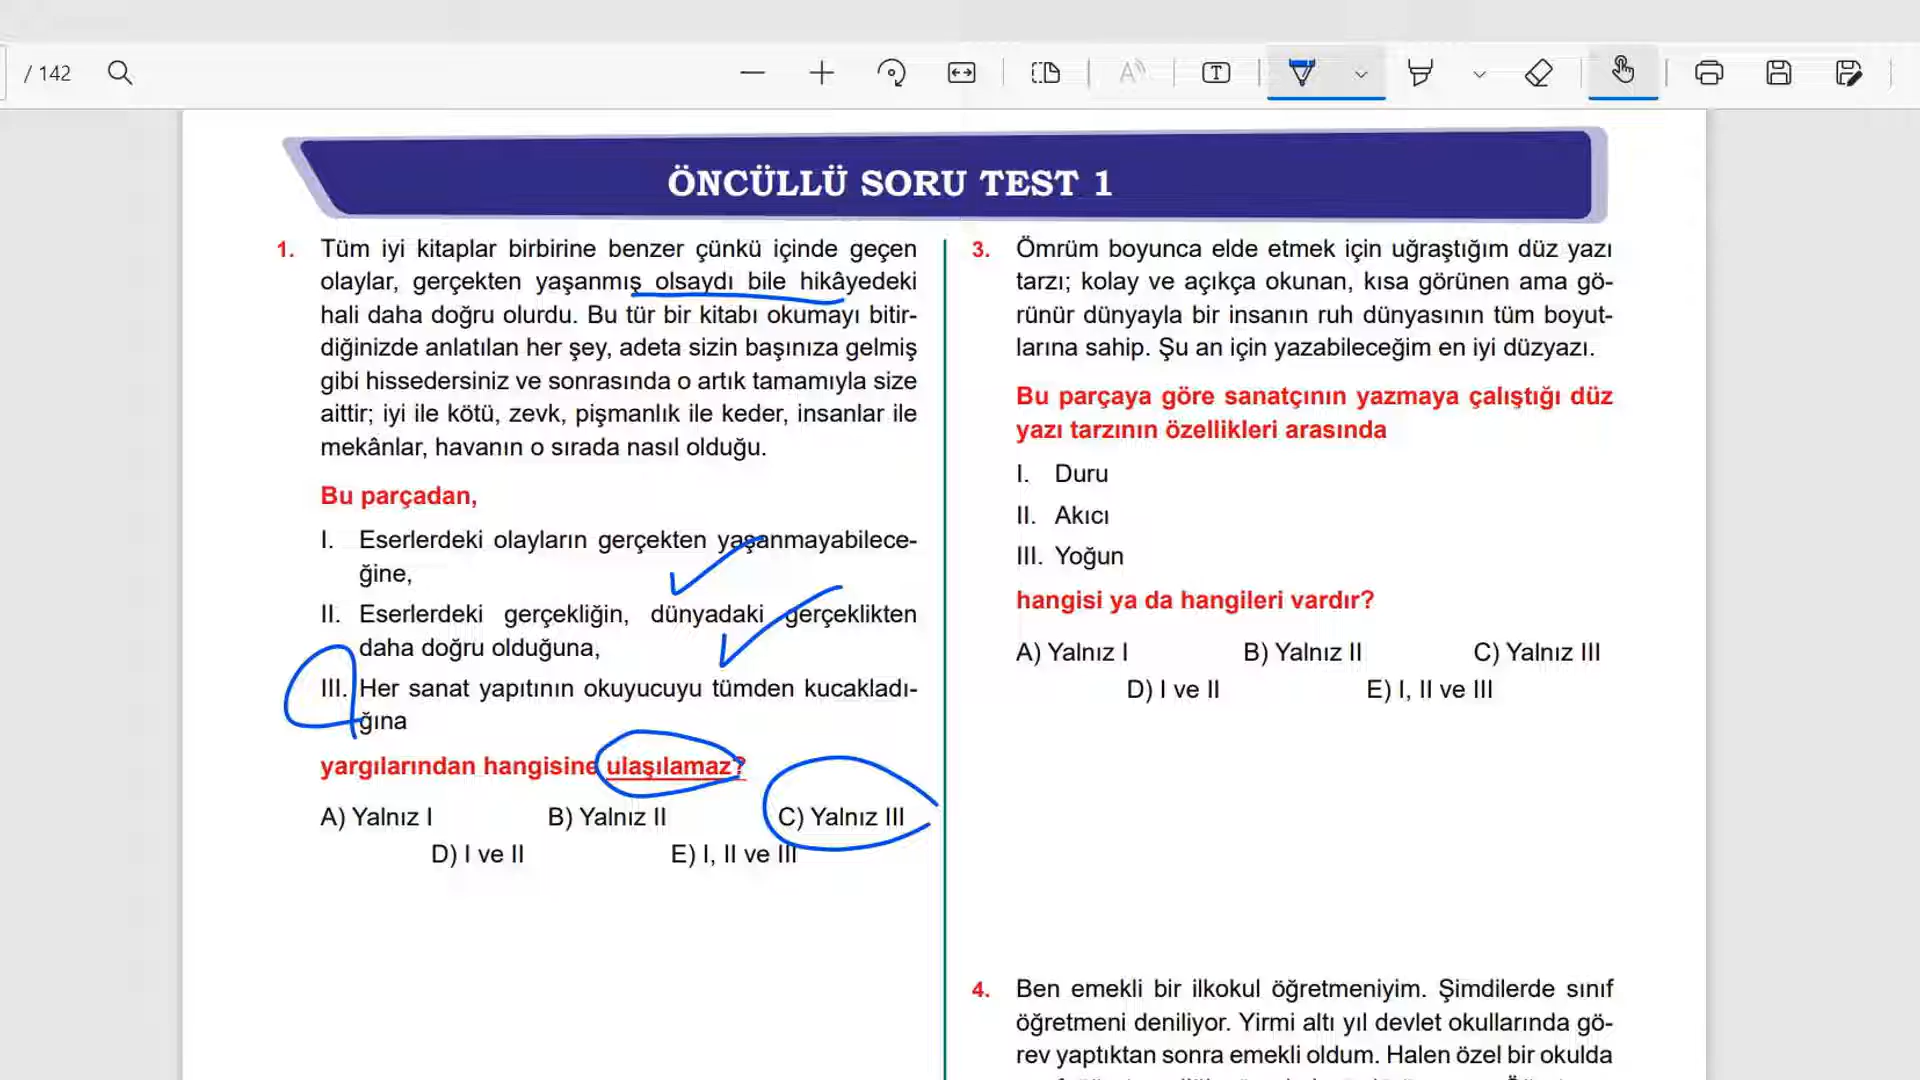 / 142
ÖNCÜLLÜ SORU TEST 1
1. Tüm iyi kitaplar birbirine benzer çünkü içinde geçen
olaylar, gerçekten yaşanmış olsaydı bile hikâyedeki
hali daha doğru olurdu. Bu tür bir kitabı okumayı bitir-
diğinizde anlatılan her şey, adeta sizin başınıza gelmiş
gibi hissedersiniz ve sonrasında o artık tamamıyla size
aittir; iyi ile kötü, zevk, pişmanlık ile keder, insanlar ile
mekânlar, havanın o sırada nasıl olduğu.
Bu parçadan,
I. Eserlerdeki olayların gerçekten yaşanmayabilece-
ğine,
II. Eserlerdeki gerçekliğin, dünyadaki gerçeklikten
daha doğru olduğuna,
III. Her sanat yapıtının okuyucuyu tümden kucakladı-
ğına
yargılarından hangisine ulaşılamaz?
A) Yalnız I B) Yalnız II C) Yalnız III
D) I ve II E) I, II ve III
3. Ömrüm boyunca elde etmek için uğraştığım düz yazı
tarzı; kolay ve açıkça okunan, kısa görünen ama gö-
rünür dünyayla bir insanın ruh dünyasının tüm boyut-
larına sahip. Şu an için yazabileceğim en iyi düzyazı.
Bu parçaya göre sanatçının yazmaya çalıştığı düz
yazı tarzının özellikleri arasında
I. Duru
II. Akıcı
III. Yoğun
hangisi ya da hangileri vardır?
A) Yalnız I B) Yalnız II C) Yalnız III
D) I ve II E) I, II ve III
4. Ben emekli bir ilkokul öğretmeniyim. Şimdilerde sınıf
öğretmeni deniliyor. Yirmi altı yıl devlet okullarında gö-
rev yaptıktan sonra emekli oldum. Halen özel bir okulda